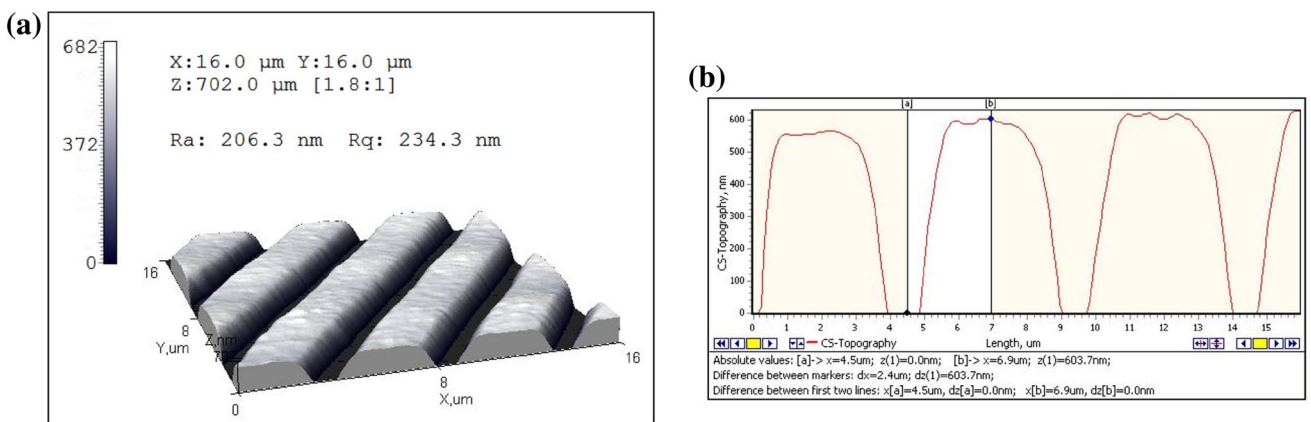 (a)
682
372
0
X:16.0 μm Y:16.0 μm
Z:702.0 μm [1.8:1]
Ra: 206.3 nm Rq: 234.3 nm
16
8
Y,um
Z,nm
702
0
8
X,um
16
(b)
[a] [b]
CS-Topography, nm
600
500
400
300
200
100
0
0 1 2 3 4 5 6 7 8 9 10 11 12 13 14 15
CS-Topography Length, um
Absolute values: [a]-> x=4.5um; z(1)=0.0nm; [b]-> x=6.9um; z(1)=603.7nm;
Difference between markers: dx=2.4um; dz(1)=603.7nm;
Difference between first two lines: x[a]=4.5um, dz[a]=0.0nm; x[b]=6.9um, dz[b]=0.0nm